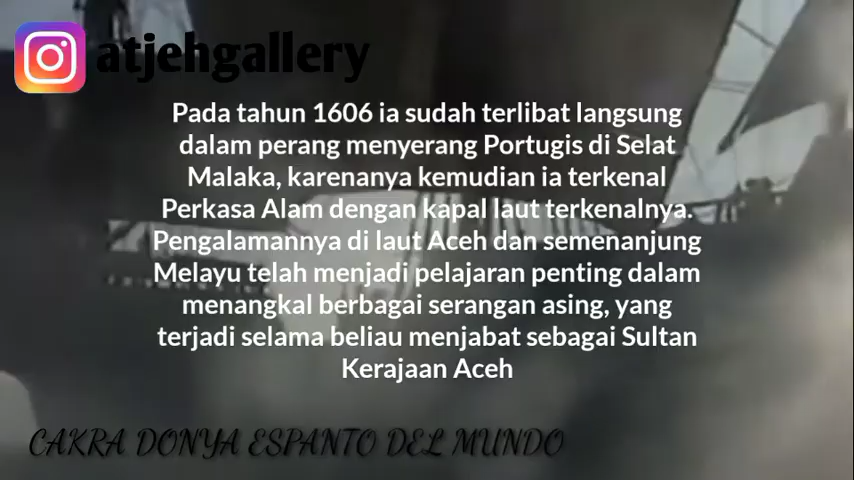 atjehgallery
Pada tahun 1606 ia sudah terlibat langsung
dalam perang menyerang Portugis di Selat
Malaka, karenanya kemudian ia terkenal
Perkasa Alam dengan kapal laut terkenalnya.
Pengalamannya di laut Aceh dan semenanjung
Melayu telah menjadi pelajaran penting dalam
menangkal berbagai serangan asing, yang
terjadi selama beliau menjabat sebagai Sultan
Kerajaan Aceh
CAKRA DONYA ESPANTO DEL MUNDO